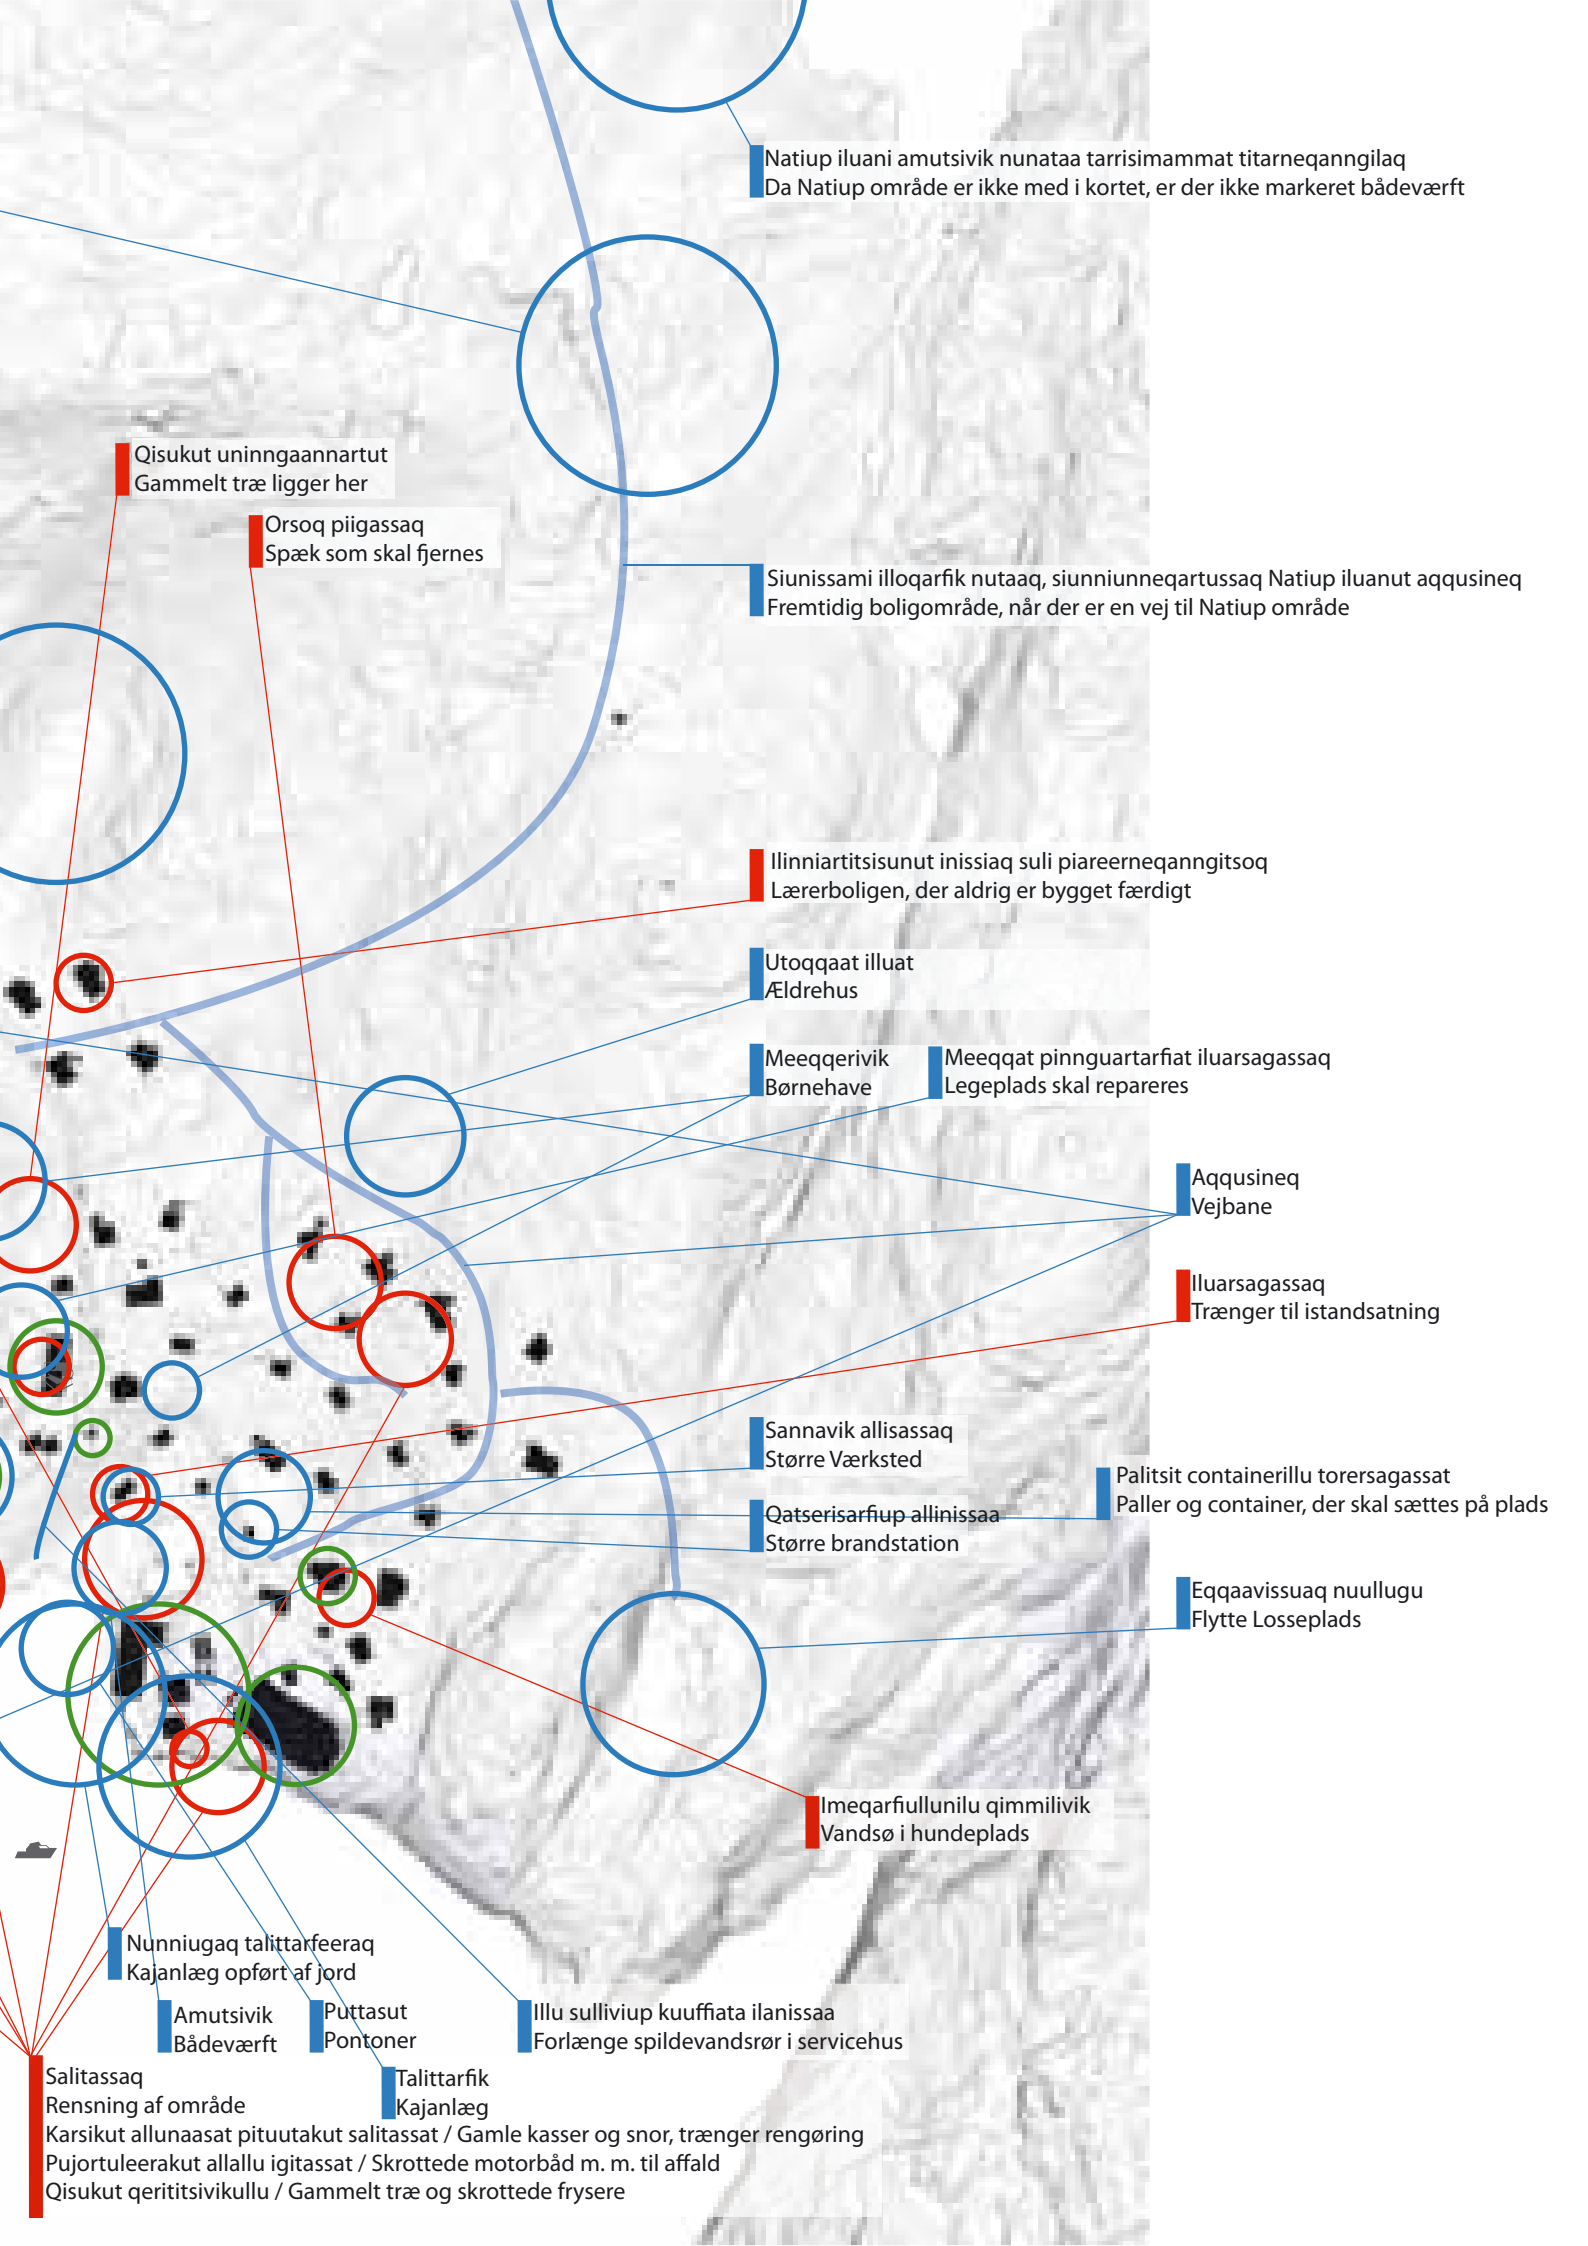 Natiup iluani amutsivik nunataa tarrisimammat titarneqanngilaq
Da Natiup område er ikke med i kortet, er der ikke markeret bådeværft
Qisukut uninngaannartut
Gammelt træ ligger her
Orsoq piigassaq
Spæk som skal fjernes
Siunissami illoqarfik nutaaq, siunniunneqartussaq Natiup iluanut aqqusineq
Fremtidig boligområde, når der er en vej til Natiup område
Ilinniartitsisunut inissiaq suli piareerneqanngitsoq
Lærerboligen, der aldrig er bygget færdigt
Utoqqaat illuat
Ældrehus
Meeqqerivik
Børnehave
Meeqqat pinnguartarfiat iluarsagassaq
Legeplads skal repareres
Aqqusineq
Vejbane
Iluarsagassaq
Trænger til istandsatning
Sannavik allisassaq
Større Værksted
Palitsit containerillu torersagassat
Paller og container, der skal sættes på plads
Qatserisarfiup allinissaa
Større brandstation
Eqqaavissuaq nuullugu
Flytte Losseplads
Imeqarfiullunilu qimmilivik
Vandsø i hundeplads
Nunniugaq talittarfeeraq
Kajanlæg opført af jord
Amutsivik
Bådeværft
Puttasut
Pontoner
Illu sulliviup kuuffiata ilanissaa
Forlænge spildevandsrør i servicehus
Talittarfik
Kajanlæg
Salitassaq
Rensning af område
Karsikut allunaasat pituutakut salitassat / Gamle kasser og snor, trænger rengøring
Pujortuleerakut allallu igitassat / Skrottede motorbåd m. m. til affald
Qisukut qerititsivikullu / Gammelt træ og skrottede frysere